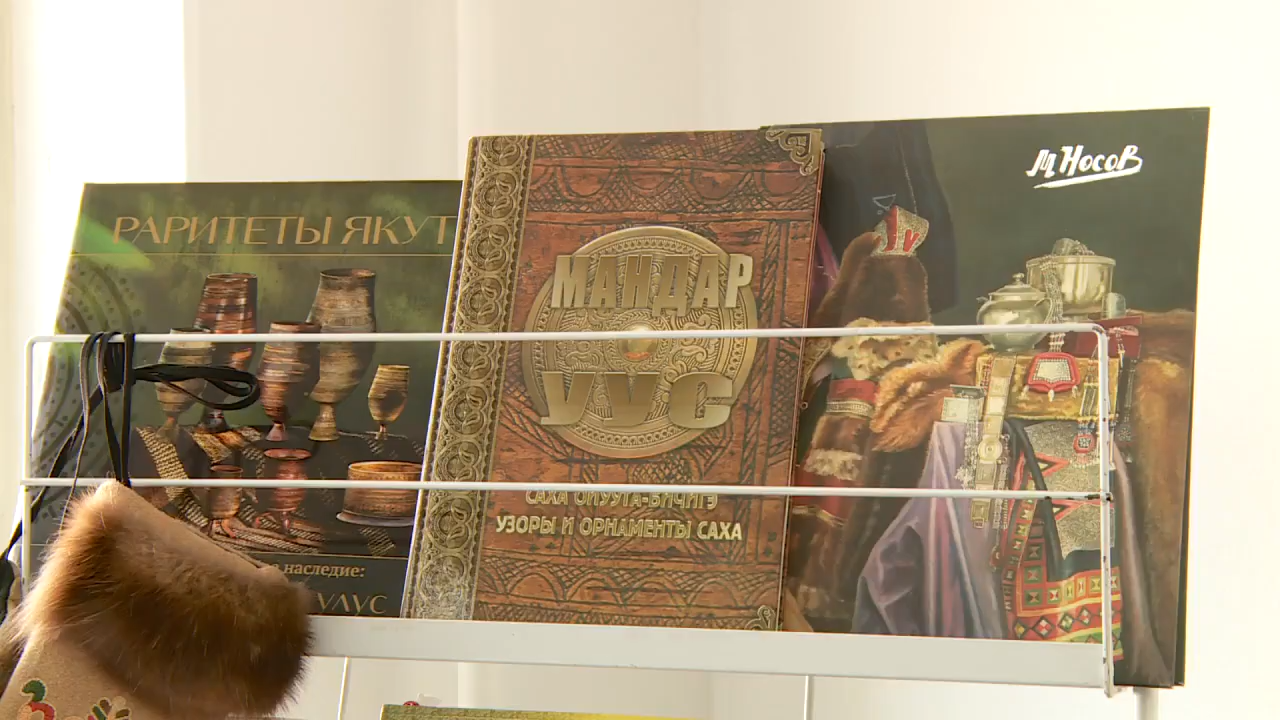 РАРИТЕТЫ ЯКУТ
наследие:
УЛУС
МАНДАР
УУС
САХА ОЙУУТА-БИЧИГЭ
УЗОРЫ И ОРНАМЕНТЫ САХА
М Носов